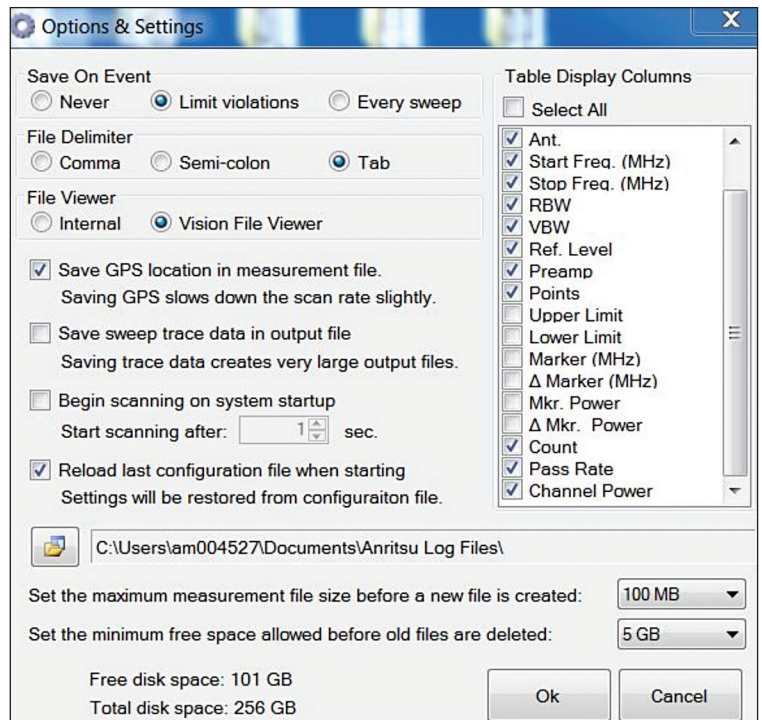 Options & Settings
X
Save On Event
Never
Limit violations
Every sweep
File Delimiter
Comma
Semi-colon
Tab
File Viewer
Internal
Vision File Viewer
Save GPS location in measurement file.
Saving GPS slows down the scan rate slightly.
Save sweep trace data in output file
Saving trace data creates very large output files.
Begin scanning on system startup
Start scanning after: 1 sec.
Reload last configuration file when starting
Settings will be restored from configuraiton file.
Table Display Columns
Select All
Ant.
Start Freq. (MHz)
Stop Freq. (MHz)
RBW
VBW
Ref. Level
Preamp
Points
Upper Limit
Lower Limit
Marker (MHz)
Δ Marker (MHz)
Mkr. Power
Δ Mkr. Power
Count
Pass Rate
Channel Power
C:\Users\am004527\Documents\Anritsu Log Files\
Set the maximum measurement file size before a new file is created: 100 MB
Set the minimum free space allowed before old files are deleted: 5 GB
Free disk space: 101 GB
Total disk space: 256 GB
Ok
Cancel